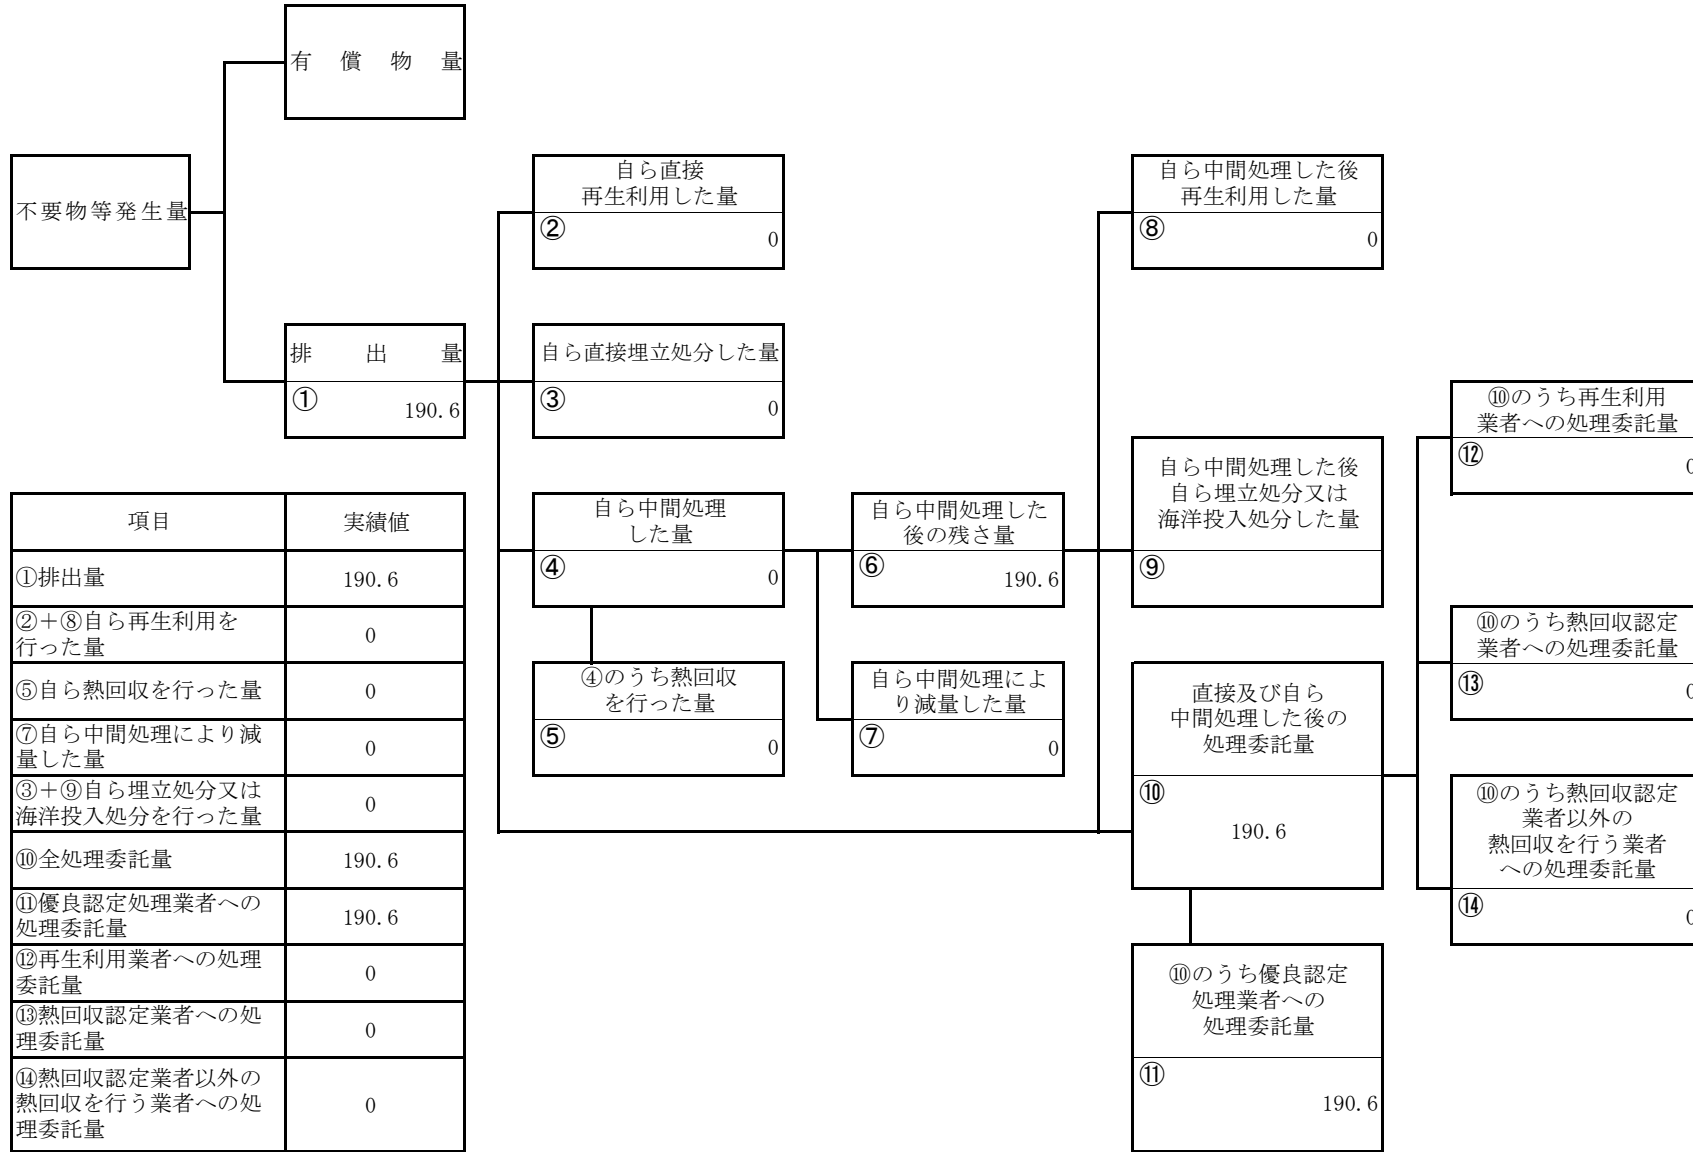 有償物量
不要物等発生量
排出量
①
190.6
自ら直接
再生利用した量
②
0
自ら直接埋立処分した量
③
0
自ら中間処理
した量
④
0
④のうち熱回収
を行った量
⑤
0
自ら中間処理した
後の残さ量
⑥
190.6
自ら中間処理によ
り減量した量
⑦
0
自ら中間処理した後
再生利用した量
⑧
0
自ら中間処理した後
自ら埋立処分又は
海洋投入処分した量
⑨
直接及び自ら
中間処理した後の
処理委託量
⑩
190.6
⑩のうち優良認定
処理業者への
処理委託量
⑪
190.6
⑩のうち再生利用
業者への処理委託量
⑫
0
⑩のうち熱回収認定
業者への処理委託量
⑬
0
⑩のうち熱回収認定
業者以外の
熱回収を行う業者
への処理委託量
⑭
0
項目 実績値
①排出量 190.6
②＋⑧自ら再生利用を
行った量 0
⑤自ら熱回収を行った量 0
⑦自ら中間処理により減
量した量 0
③＋⑨自ら埋立処分又は
海洋投入処分を行った量 0
⑩全処理委託量 190.6
⑪優良認定処理業者への
処理委託量 190.6
⑫再生利用業者への処理
委託量 0
⑬熱回収認定業者への処
理委託量 0
⑭熱回収認定業者以外の
熱回収を行う業者への処
理委託量 0